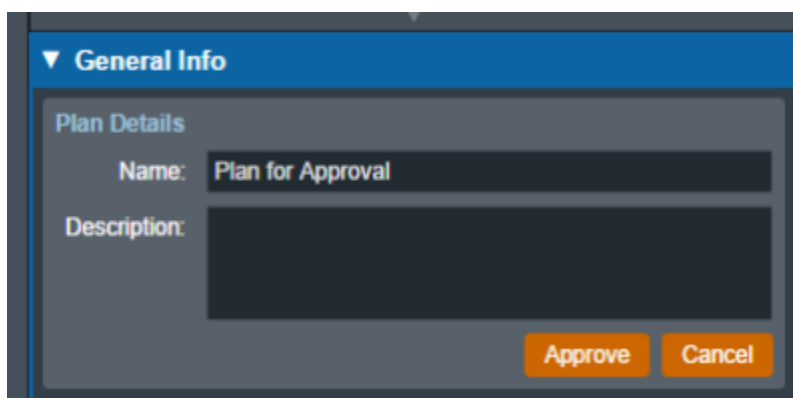 ▼ General Info
Plan Details
Name: Plan for Approval
Description:
Approve Cancel